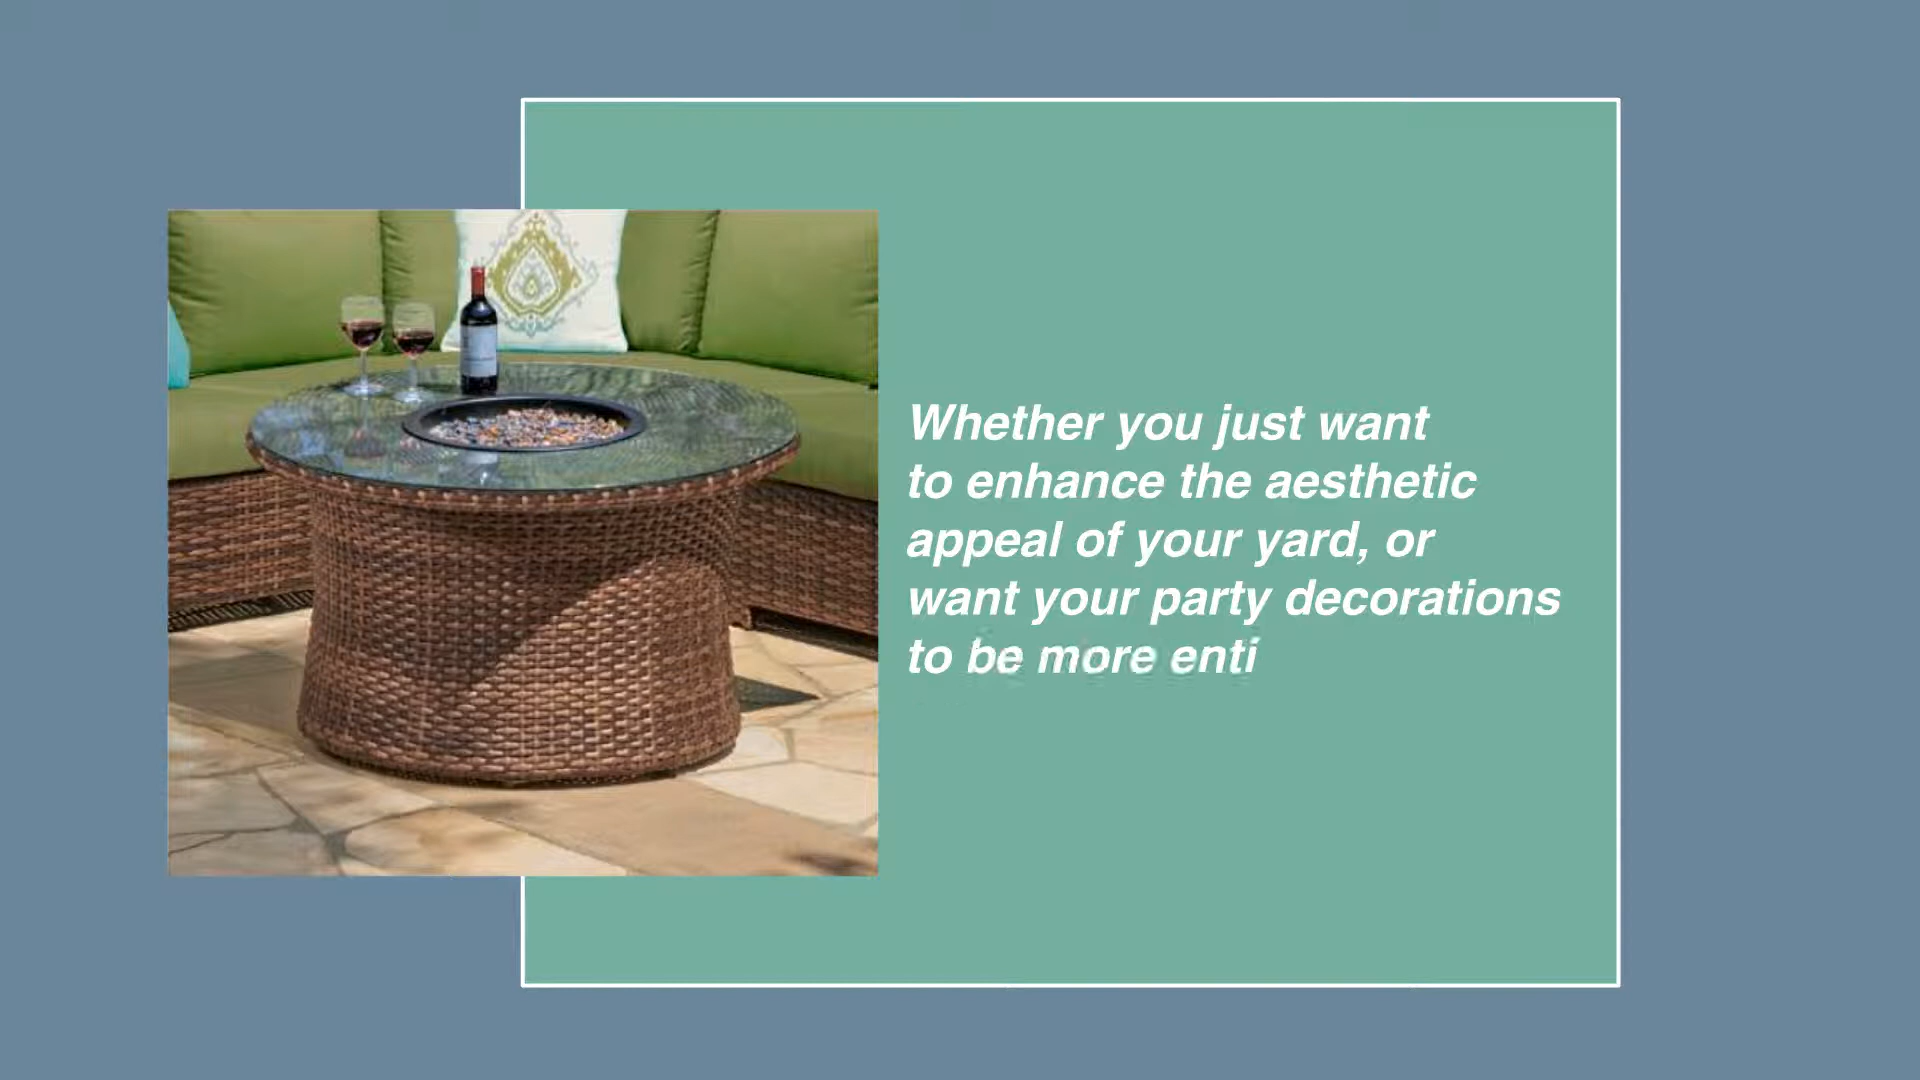 Whether you just want
to enhance the aesthetic
appeal of your yard, or
want your party decorations
to be more enti